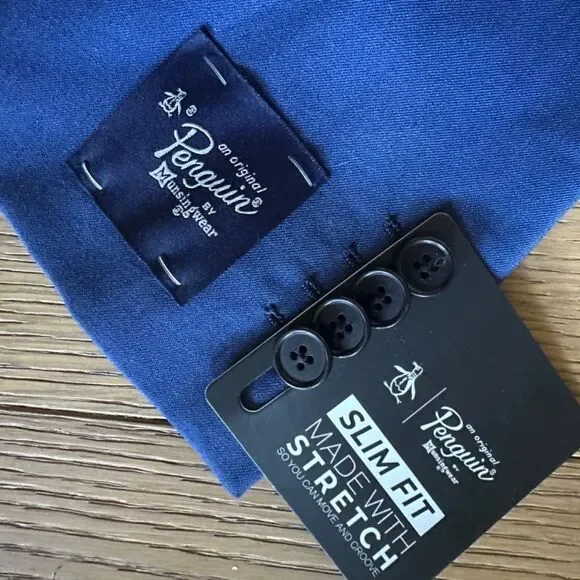 an original
Penguin®
BY
Munsingwear
®
SLIM FIT
MADE WITH
STRETCH
SO YOU CAN MOVE AND GROOVE
an original
Penguin®
BY
Munsingwear
®